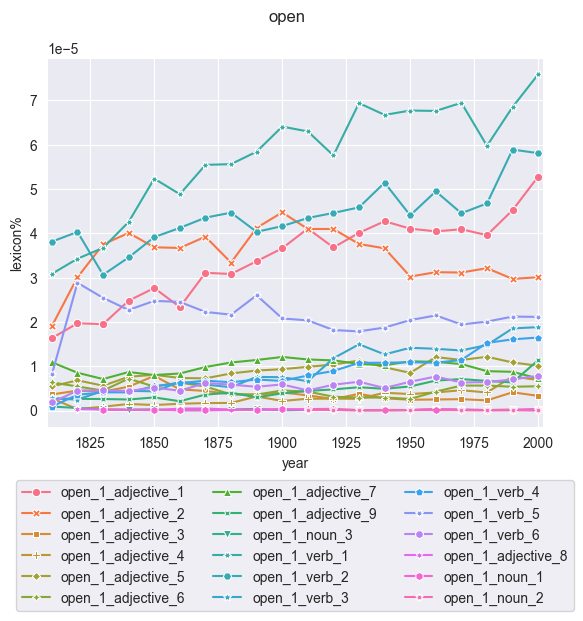 open
1e−5
7
6
5
4
3
2
1
0
lexicon%
1825 1850 1875 1900 1925 1950 1975 2000
year
open_1_adjective_1 open_1_adjective_7 open_1_verb_4
open_1_adjective_2 open_1_adjective_9 open_1_verb_5
open_1_adjective_3 open_1_noun_3 open_1_verb_6
open_1_adjective_4 open_1_verb_1 open_1_adjective_8
open_1_adjective_5 open_1_verb_2 open_1_noun_1
open_1_adjective_6 open_1_verb_3 open_1_noun_2